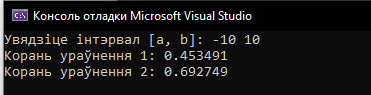 Консоль отладки Microsoft Visual Studio
Увядзіце інтэрвал [a, b]: -10 10
Корань ураўнення 1: 0.453491
Корань ураўнення 2: 0.692749